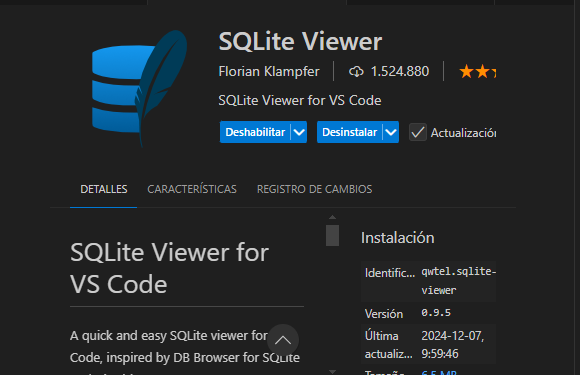 SQLite Viewer
Florian Klampfer 1.524.880
SQLite Viewer for VS Code
Deshabilitar Desinstalar Actualización
DETALLES CARACTERÍSTICAS REGISTRO DE CAMBIOS
SQLite Viewer for
VS Code
A quick and easy SQLite viewer for
Code, inspired by DB Browser for SQLite
Instalación
Identific... qwtel.sqlite-
viewer
Versión 0.9.5
Última 2024-12-07,
actualiz... 9:59:46
Tamaño 6.5 MB